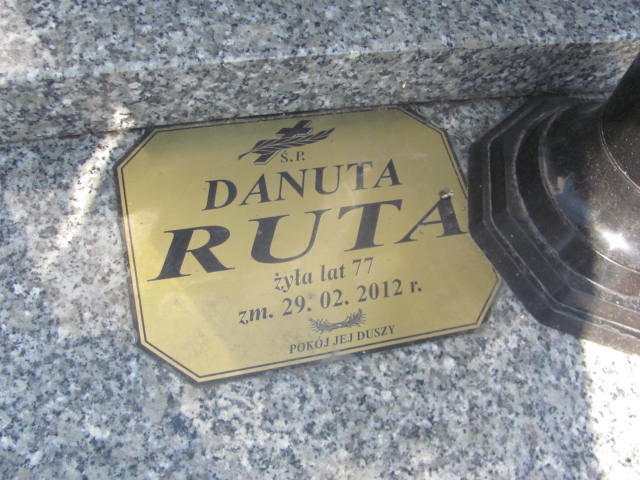 Ś.P.
DANUTA
RUTA
żyła lat 77
zm. 29. 02. 2012 r.
POKÓJ JEJ DUSZY